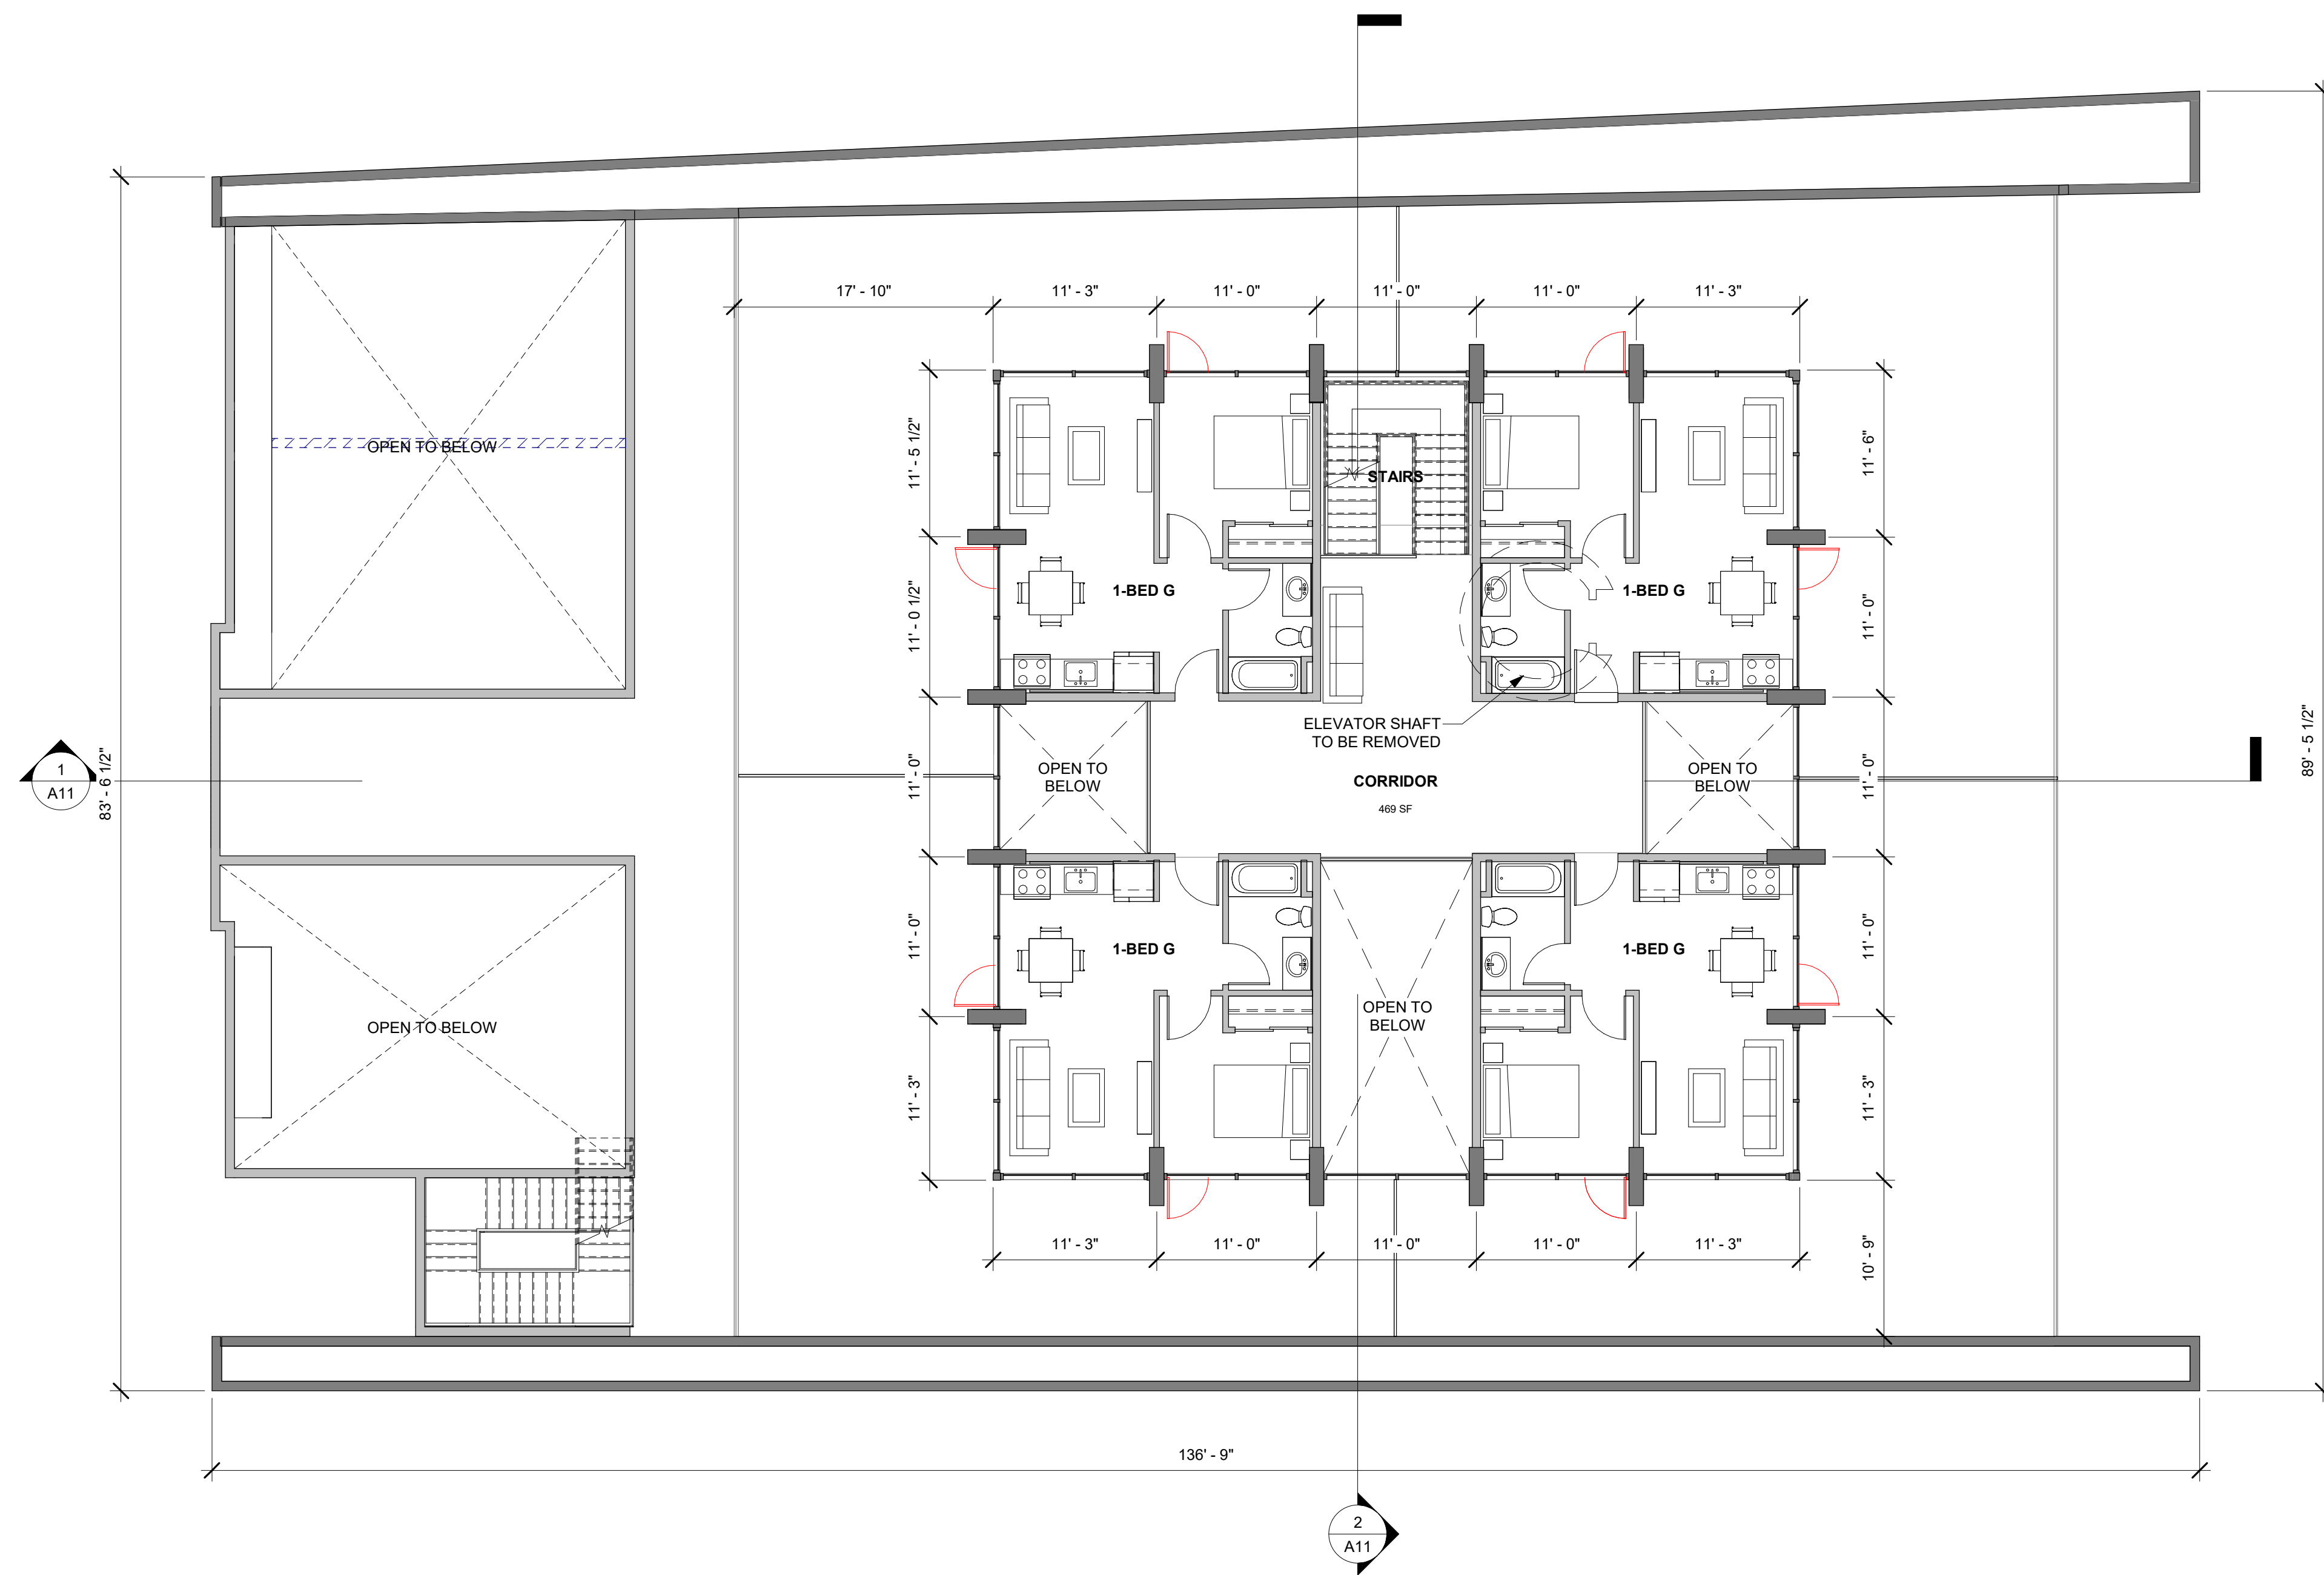 17' - 10"
11' - 3"
11' - 0"
11' - 0"
11' - 0"
11' - 3"
11' - 5 1/2"
11' - 6"
OPEN TO BELOW
STAIRS
1-BED G
1-BED G
11' - 0 1/2"
11' - 0"
ELEVATOR SHAFT
TO BE REMOVED
OPEN TO
BELOW
CORRIDOR
469 SF
OPEN TO
BELOW
1
A11
83' - 6 1/2"
11' - 0"
11' - 0"
89' - 5 1/2"
11' - 0"
1-BED G
1-BED G
11' - 0"
OPEN TO
BELOW
OPEN TO BELOW
11' - 3"
11' - 3"
11' - 3"
11' - 0"
11' - 0"
11' - 0"
11' - 3"
10' - 9"
136' - 9"
2
A11